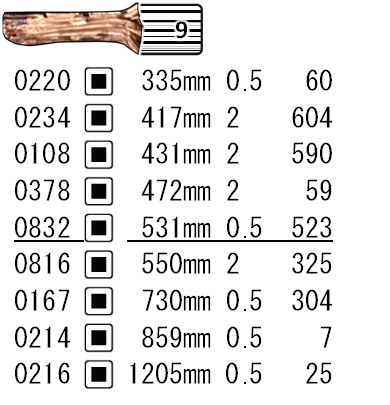 9
0220 ▣ 335mm 0.5 60
0234 ▣ 417mm 2 604
0108 ▣ 431mm 2 590
0378 ▣ 472mm 2 59
0832 ▣ 531mm 0.5 523
0816 ▣ 550mm 2 325
0167 ▣ 730mm 0.5 304
0214 ▣ 859mm 0.5 7
0216 ▣ 1205mm 0.5 25